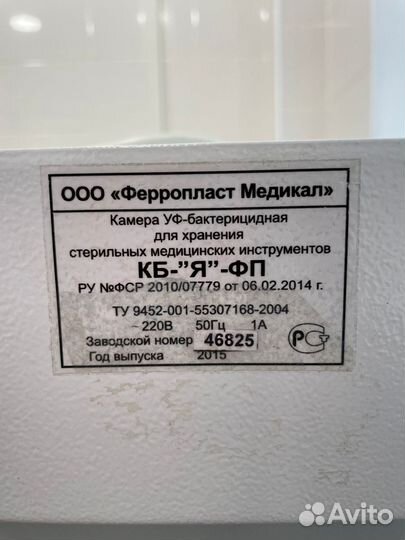 ООО «Ферропласт Медикал»
Камера УФ-бактерицидная
для хранения
стерильных медицинских инструментов
КБ-”Я”-ФП
РУ №ФСР 2010/07779 от 06.02.2014 г.
ТУ 9452-001-55307168-2004
~220В 50Гц 1А
Заводской номер 46825
Год выпуска 2015
РСТ
Avito